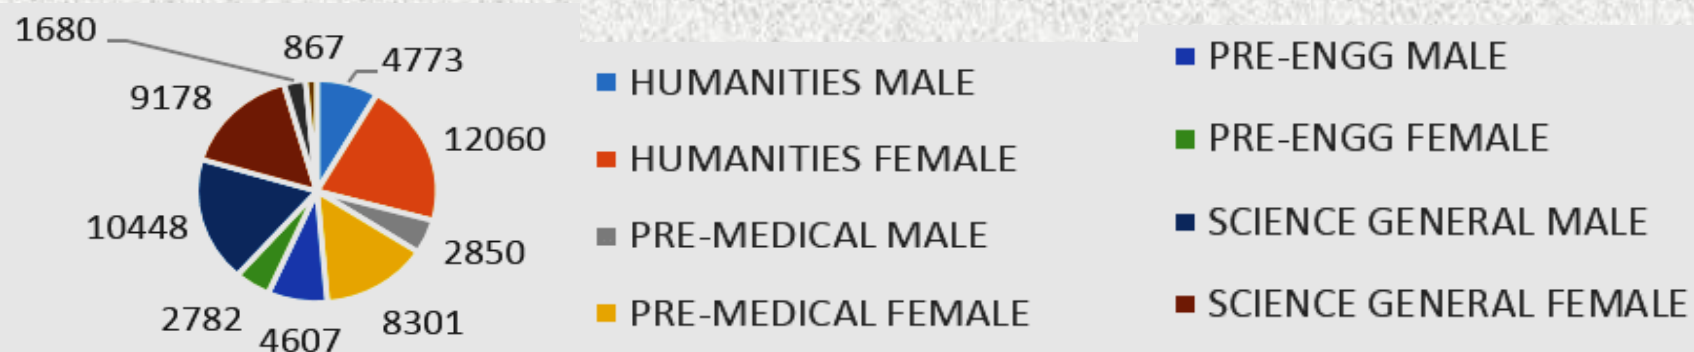 1680
867
4773
9178
12060
10448
2850
2782
4607
8301
HUMANITIES MALE
HUMANITIES FEMALE
PRE-MEDICAL MALE
PRE-MEDICAL FEMALE
PRE-ENGG MALE
PRE-ENGG FEMALE
SCIENCE GENERAL MALE
SCIENCE GENERAL FEMALE